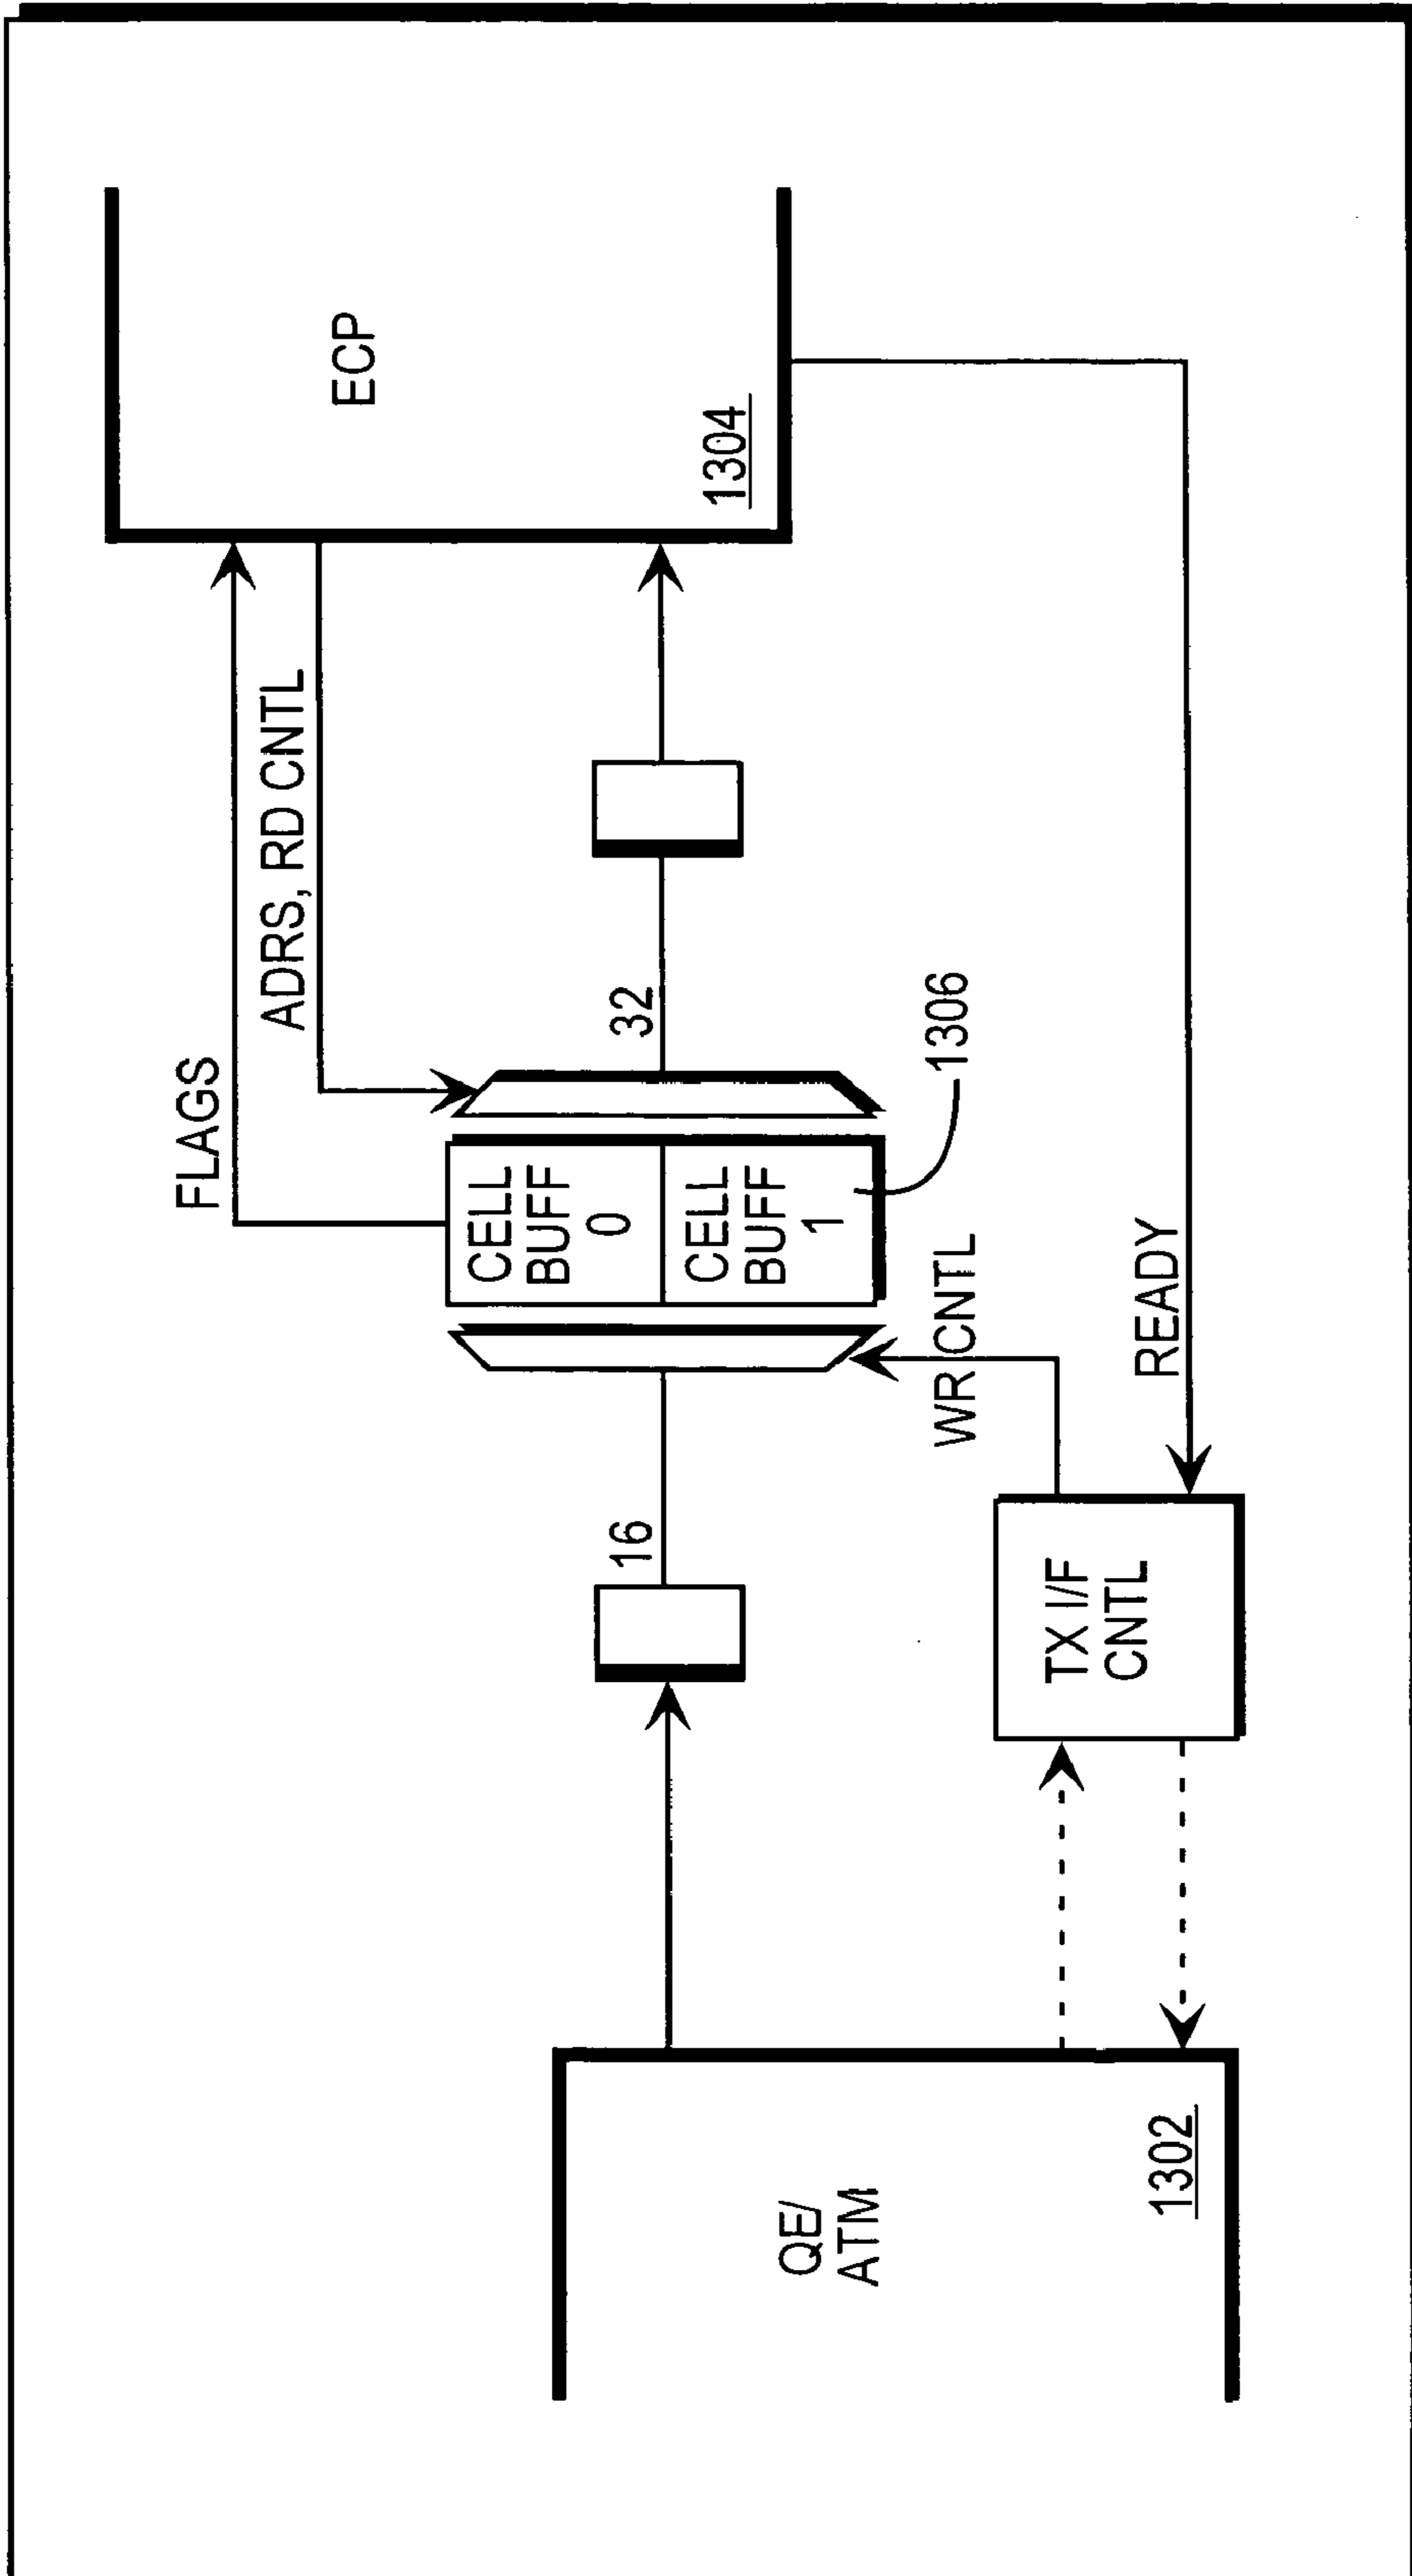 FLAGS
ADRS, RD CNTL
ECP
1304
CELL
BUFF
0
CELL
BUFF
1
32
1306
16
WR CNTL
READY
TX I/F
CNTL
QE/
ATM
1302